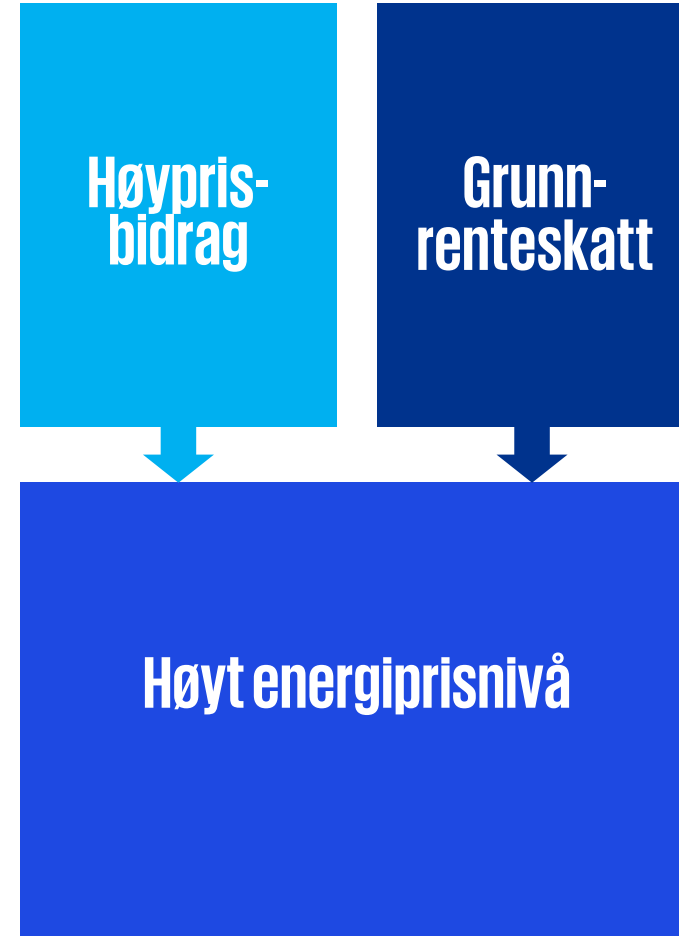 Høypris-
bidrag
Grunn-
renteskatt
Høyt energiprisnivå